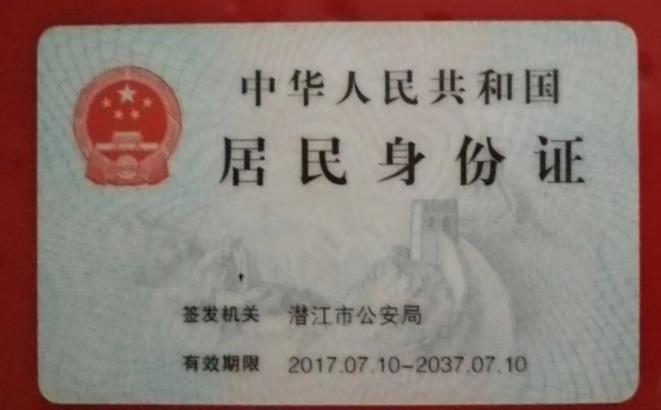 中华人民共和国
居民身份证
签发机关 潜江市公安局
有效期限 2017.07.10-2037.07.10